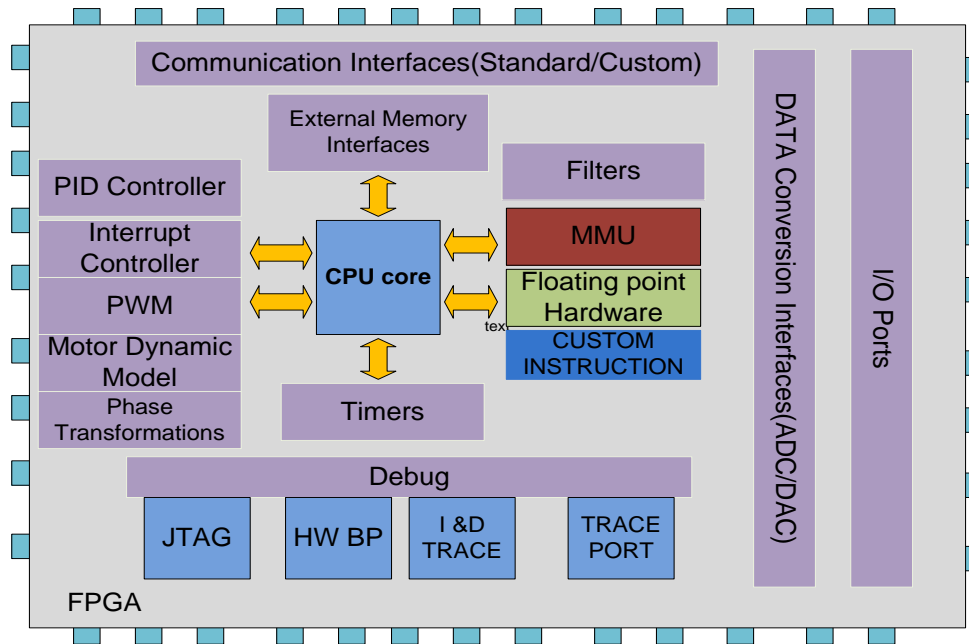 Communication Interfaces(Standard/Custom)
External Memory
Interfaces
Filters
PID Controller
Interrupt
Controller
PWM
Motor Dynamic
Model
Phase
Transformations
CPU core
MMU
Floating point
Hardware
text
CUSTOM
INSTRUCTION
Timers
DATA Conversion Interfaces(ADC/DAC)
I/O Ports
Debug
JTAG
HW BP
I &D
TRACE
TRACE
PORT
FPGA